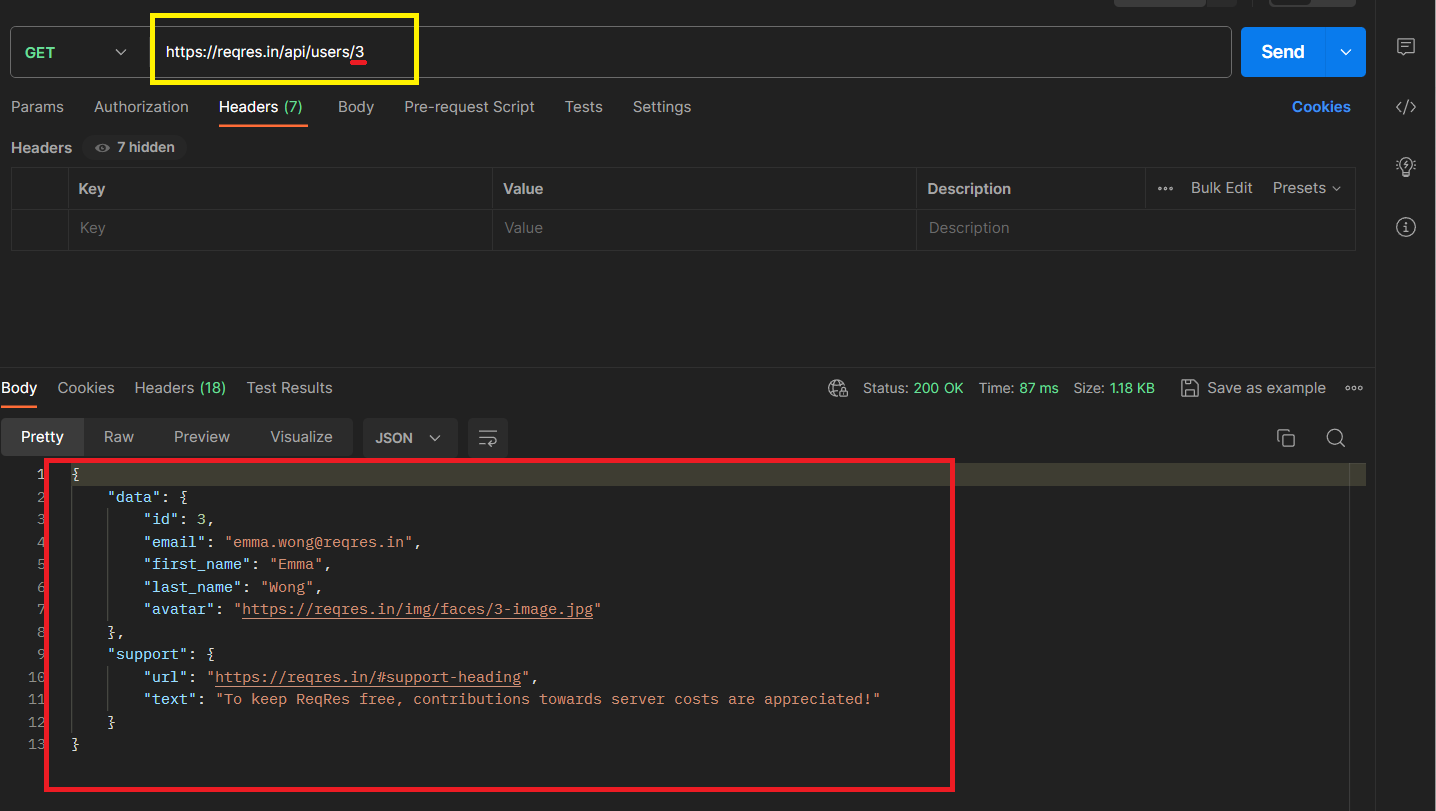 GET https://reqres.in/api/users/3 Send
Params Authorization Headers (7) Body Pre-request Script Tests Settings Cookies
Headers 7 hidden
Key Value Description ••• Bulk Edit Presets
Key Value Description
Body Cookies Headers (18) Test Results Status: 200 OK Time: 87 ms Size: 1.18 KB Save as example
Pretty Raw Preview Visualize JSON
1 {
2 "data": {
3 "id": 3,
4 "email": "emma.wong@reqres.in",
5 "first_name": "Emma",
6 "last_name": "Wong",
7 "avatar": "https://reqres.in/img/faces/3-image.jpg"
8 },
9 "support": {
10 "url": "https://reqres.in/#support-heading",
11 "text": "To keep ReqRes free, contributions towards server costs are appreciated!"
12 }
13 }